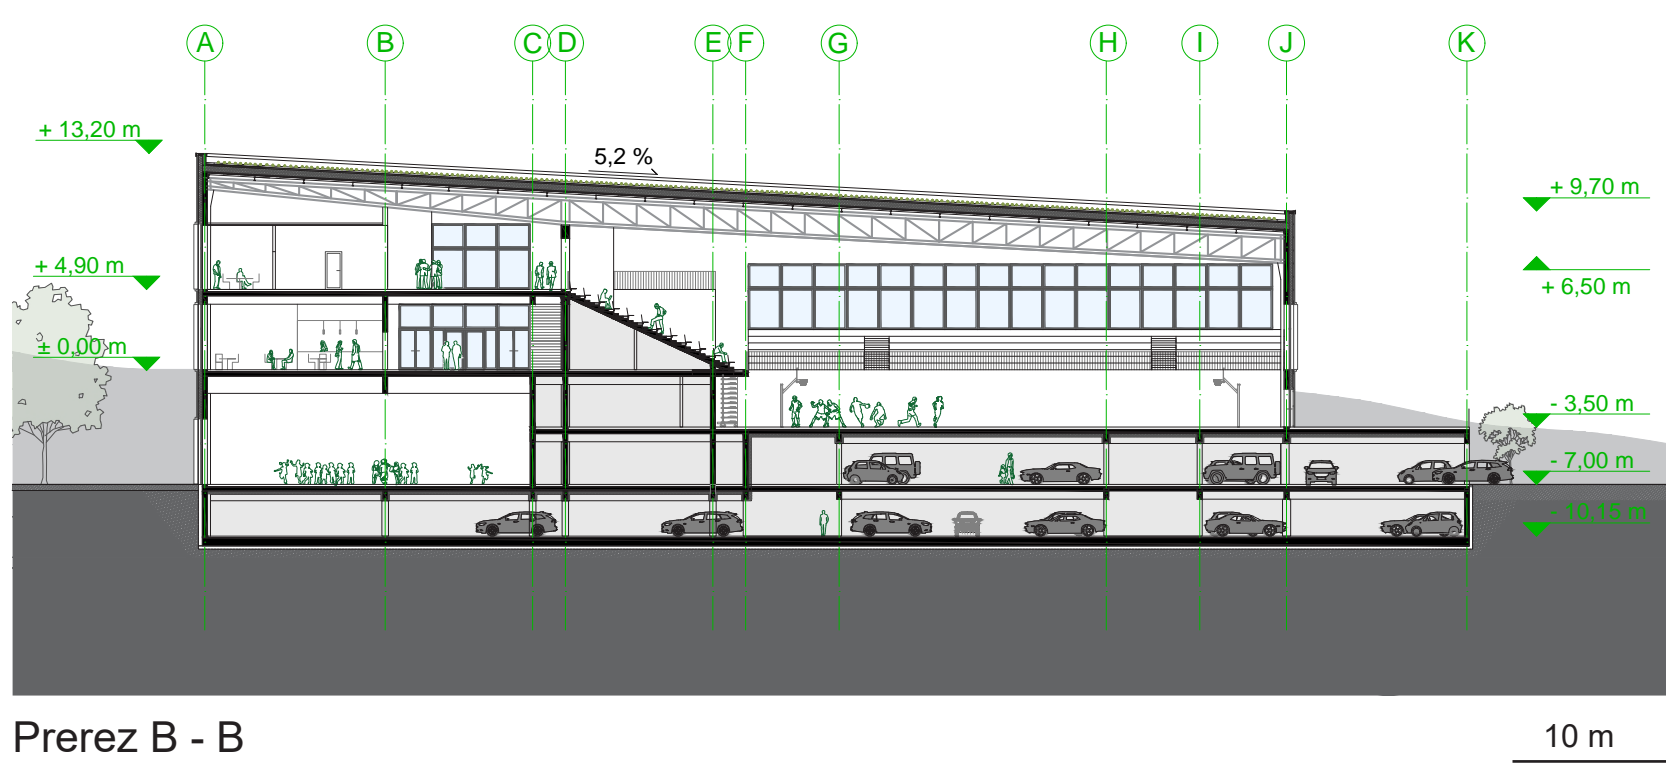 A B C D E F G H I J K
+ 13,20 m
5,2 %
+ 9,70 m
+ 4,90 m
+ 6,50 m
± 0,00 m
- 3,50 m
- 7,00 m
- 10,15 m
Prerez B - B
10 m